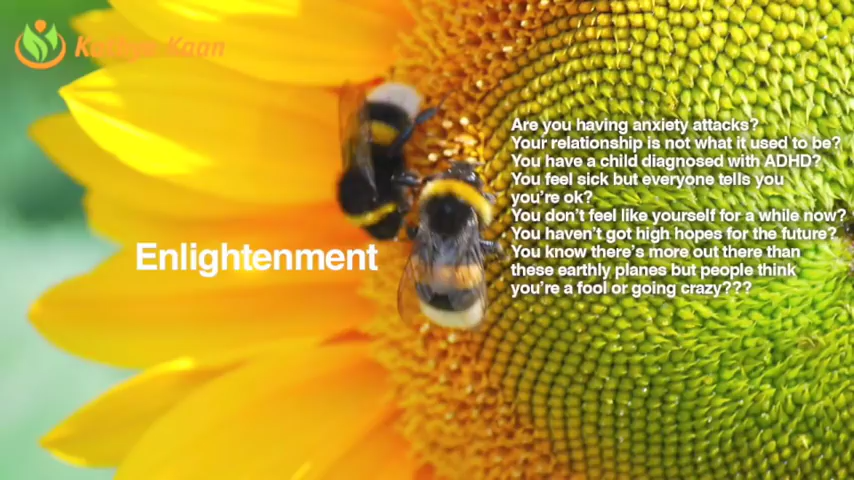 Kathye Kaan
Enlightenment
Are you having anxiety attacks?
Your relationship is not what it used to be?
You have a child diagnosed with ADHD?
You feel sick but everyone tells you
you're ok?
You don't feel like yourself for a while now?
You haven't got high hopes for the future?
You know there's more out there than
these earthly planes but people think
you're a fool or going crazy???